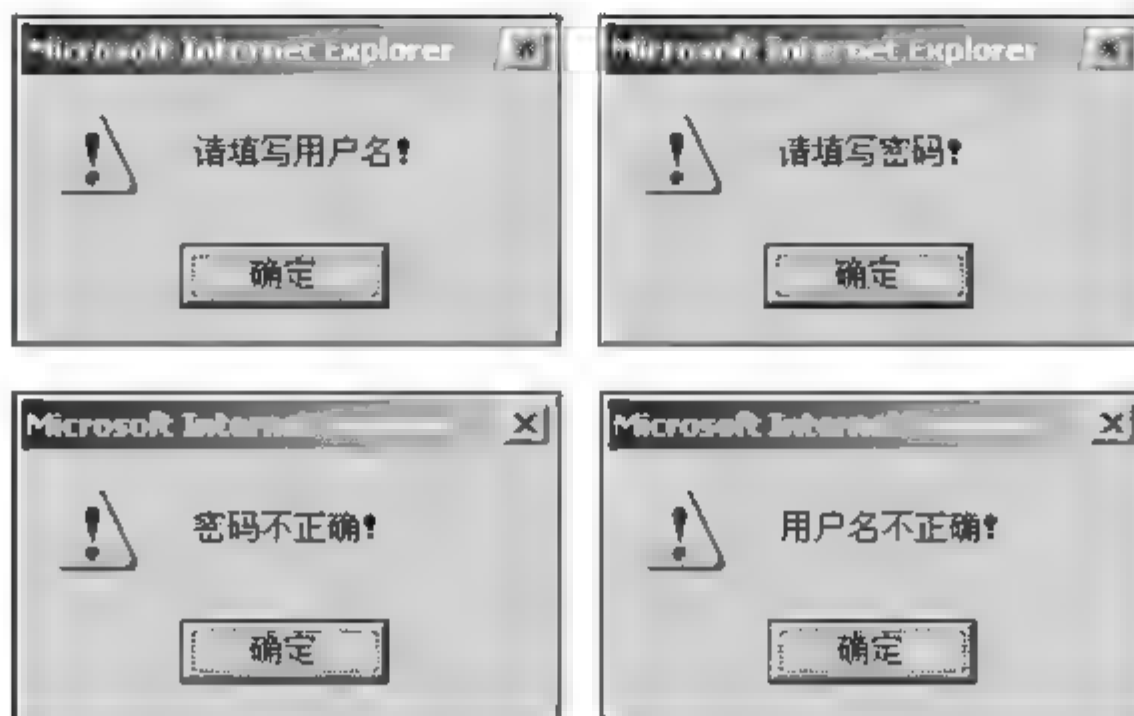 Microsoft Internet Explorer
请填写用户名!
确定
Microsoft Internet Explorer
请填写密码!
确定
Microsoft Intern
密码不正确!
确定
Microsoft Intern
用户名不正确!
确定